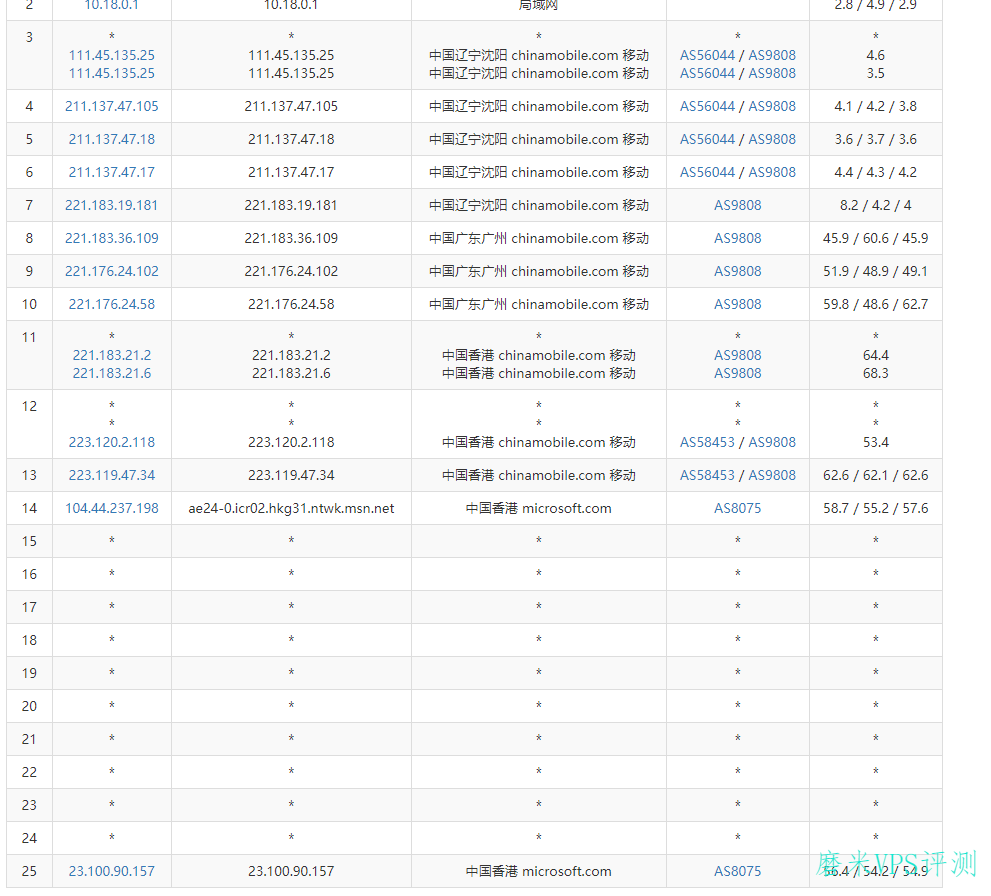 2 10.18.0.1 10.18.0.1 局域网 2.8 / 4.9 / 2.9
3 * * * * *
111.45.135.25 111.45.135.25 中国辽宁沈阳 chinamobile.com 移动 AS56044 / AS9808 4.6
111.45.135.25 111.45.135.25 中国辽宁沈阳 chinamobile.com 移动 AS56044 / AS9808 3.5
4 211.137.47.105 211.137.47.105 中国辽宁沈阳 chinamobile.com 移动 AS56044 / AS9808 4.1 / 4.2 / 3.8
5 211.137.47.18 211.137.47.18 中国辽宁沈阳 chinamobile.com 移动 AS56044 / AS9808 3.6 / 3.7 / 3.6
6 211.137.47.17 211.137.47.17 中国辽宁沈阳 chinamobile.com 移动 AS56044 / AS9808 4.4 / 4.3 / 4.2
7 221.183.19.181 221.183.19.181 中国辽宁沈阳 chinamobile.com 移动 AS9808 8.2 / 4.2 / 4
8 221.183.36.109 221.183.36.109 中国广东广州 chinamobile.com 移动 AS9808 45.9 / 60.6 / 45.9
9 221.176.24.102 221.176.24.102 中国广东广州 chinamobile.com 移动 AS9808 51.9 / 48.9 / 49.1
10 221.176.24.58 221.176.24.58 中国广东广州 chinamobile.com 移动 AS9808 59.8 / 48.6 / 62.7
11 * * * * *
221.183.21.2 221.183.21.2 中国香港 chinamobile.com 移动 AS9808 64.4
221.183.21.6 221.183.21.6 中国香港 chinamobile.com 移动 AS9808 68.3
12 * * * * *
* * * * *
223.120.2.118 223.120.2.118 中国香港 chinamobile.com 移动 AS58453 / AS9808 53.4
13 223.119.47.34 223.119.47.34 中国香港 chinamobile.com 移动 AS58453 / AS9808 62.6 / 62.1 / 62.6
14 104.44.237.198 ae24-0.icr02.hkg31.ntwk.msn.net 中国香港 microsoft.com AS8075 58.7 / 55.2 / 57.6
15 * * * * *
16 * * * * *
17 * * * * *
18 * * * * *
19 * * * * *
20 * * * * *
21 * * * * *
22 * * * * *
23 * * * * *
24 * * * * *
25 23.100.90.157 23.100.90.157 中国香港 microsoft.com AS8075 56.4 / 54.2 / 54.9
磨米VPS评测